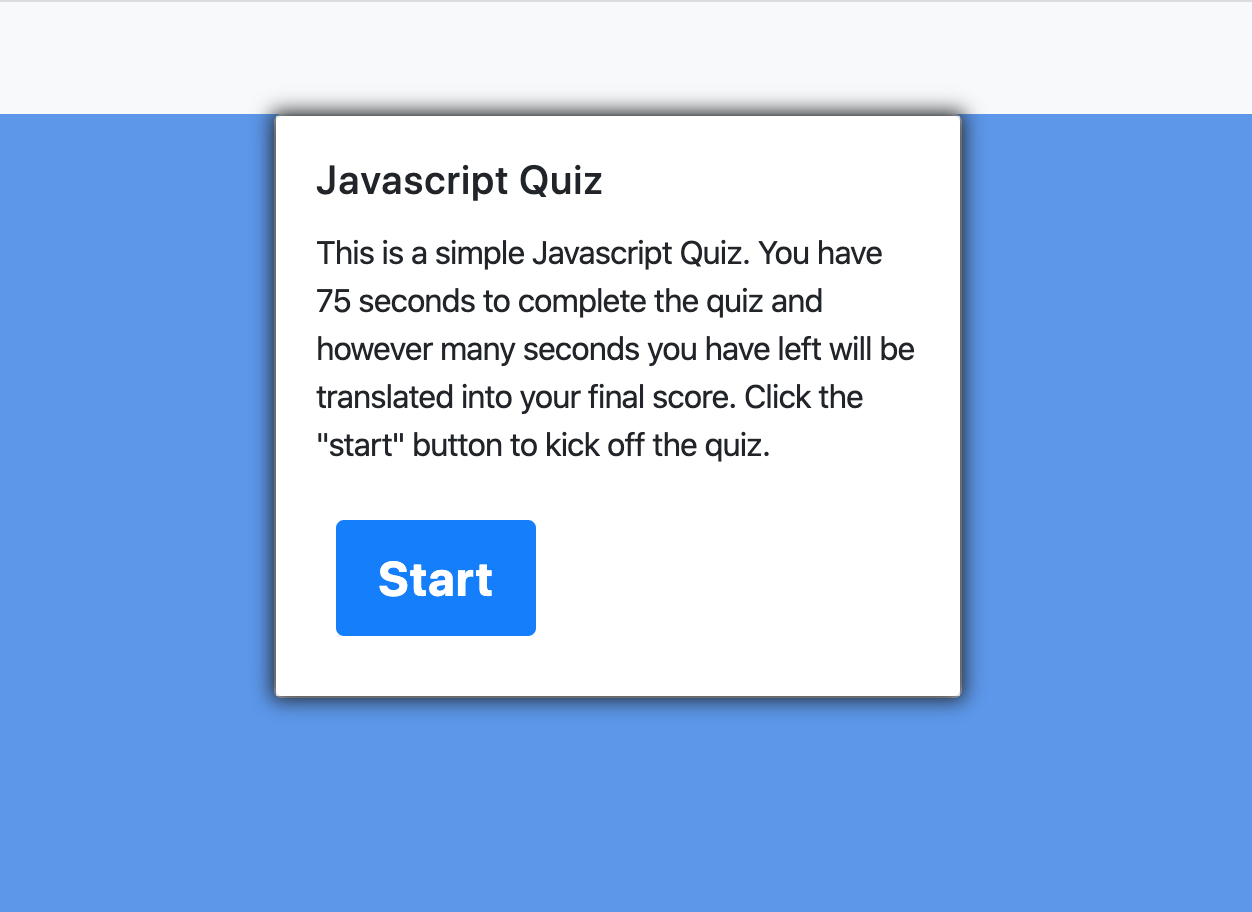 Javascript Quiz
This is a simple Javascript Quiz. You have
75 seconds to complete the quiz and
however many seconds you have left will be
translated into your final score. Click the
"start" button to kick off the quiz.
Start